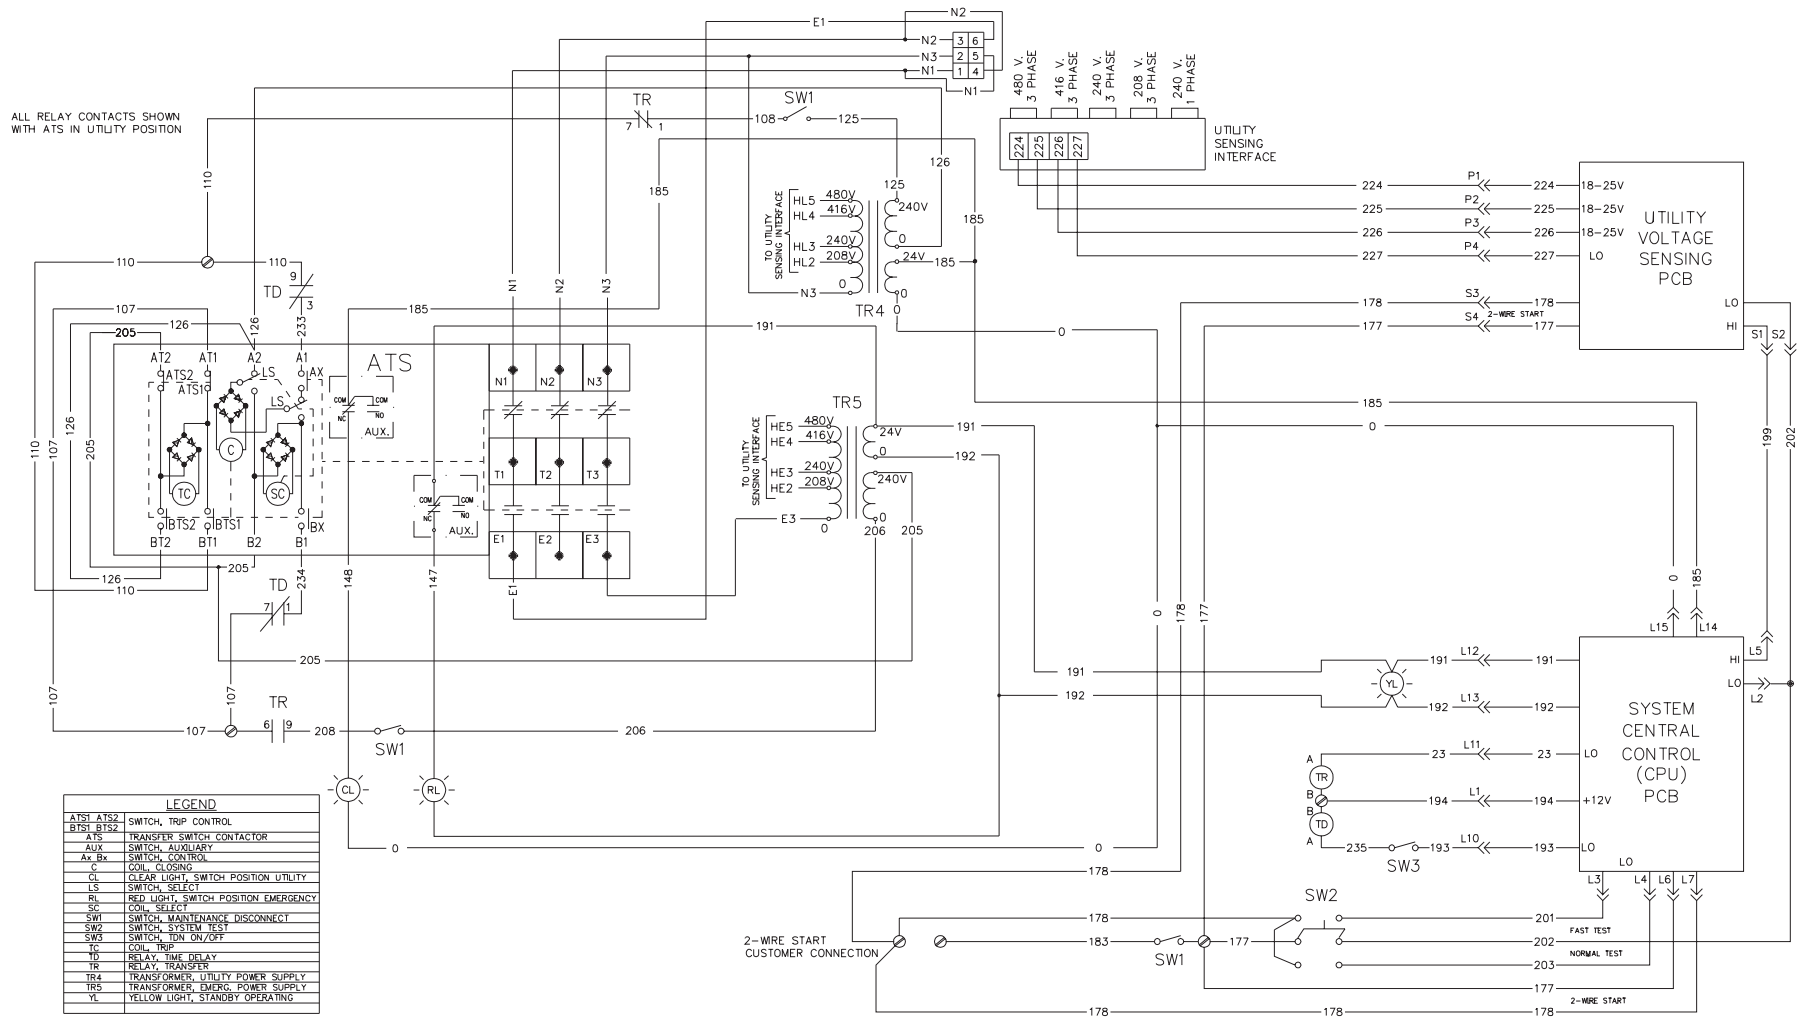 N2
E1
N2
3 6
N3
2 5
N1
1 4
N1
480 V.
3 PHASE
416 V.
3 PHASE
240 V.
3 PHASE
208 V.
3 PHASE
240 V.
1 PHASE
224
225
226
227
UTILITY
SENSING
INTERFACE
ALL RELAY CONTACTS SHOWN
WITH ATS IN UTILITY POSITION
TR
7
1
108
SW1
125
110
185
126
125
185
TO UTILITY
SENSING INTERFACE
HL5
480V
HL4
416V
HL3
240V
HL2
208V
0
N3
240V
0
24V
185
0
TR4
0
0
224
P1
224
18-25V
225
P2
225
18-25V
226
P3
226
18-25V
227
P4
227
LO
178
S3
178
2-WIRE START
177
S4
177
UTILITY
VOLTAGE
SENSING
PCB
LO
HI
S1
S2
110
110
9
TD
3
107
126
205
126
233
185
191
N1
N2
N3
AT2
AT1
A2
A1
ATS
ATS2
ATS1
LS
AX
LS
C
TC
SC
BTS2
BTS1
BX
BT2
BT1
B2
B1
COM
NC
NO
AUX.
COM
NC
NO
AUX.
N1
N2
N3
T1
T2
T3
E1
E2
E3
110
107
126
205
205
126
110
TD
7
1
234
148
147
E1
TR5
TO UTILITY
SENSING INTERFACE
HE5
480V
HE4
416V
HE3
240V
HE2
208V
0
E3
24V
0
240V
0
191
192
205
206
185
0
199
202
0
178
177
0
185
L15
L14
205
107
107
107
TR
6
9
208
SW1
206
191
192
YL
191
L12
191
192
L13
192
23
L11
23
LO
194
L1
194
+12V
235
SW3
193
L10
193
LO
A
TR
B
B
TD
A
SYSTEM
CENTRAL
CONTROL
(CPU)
PCB
HI
LO
L5
L2
LO
L3
L4
L6
L7
CL
RL
0
0
178
SW2
178
201
FAST TEST
2-WIRE START
CUSTOMER CONNECTION
183
SW1
177
202
NORMAL TEST
203
177
2-WIRE START
178
178
178
LEGEND
ATS1 ATS2
BTS1 BTS2
SWITCH, TRIP CONTROL
ATS TRANSFER SWITCH CONTACTOR
AUX SWITCH, AUXILIARY
Ax Bx SWITCH, CONTROL
C COIL, CLOSING
CL CLEAR LIGHT, SWITCH POSITION UTILITY
LS SWITCH, SELECT
RL RED LIGHT, SWITCH POSITION EMERGENCY
SC COIL, SELECT
SW1 SWITCH, MAINTENANCE DISCONNECT
SW2 SWITCH, SYSTEM TEST
SW3 SWITCH, TDN ON/OFF
TC COIL, TRIP
TD RELAY, TIME DELAY
TR RELAY, TRANSFER
TR4 TRANSFORMER, UTILITY POWER SUPPLY
TR5 TRANSFORMER, EMERG. POWER SUPPLY
YL YELLOW LIGHT, STANDBY OPERATING